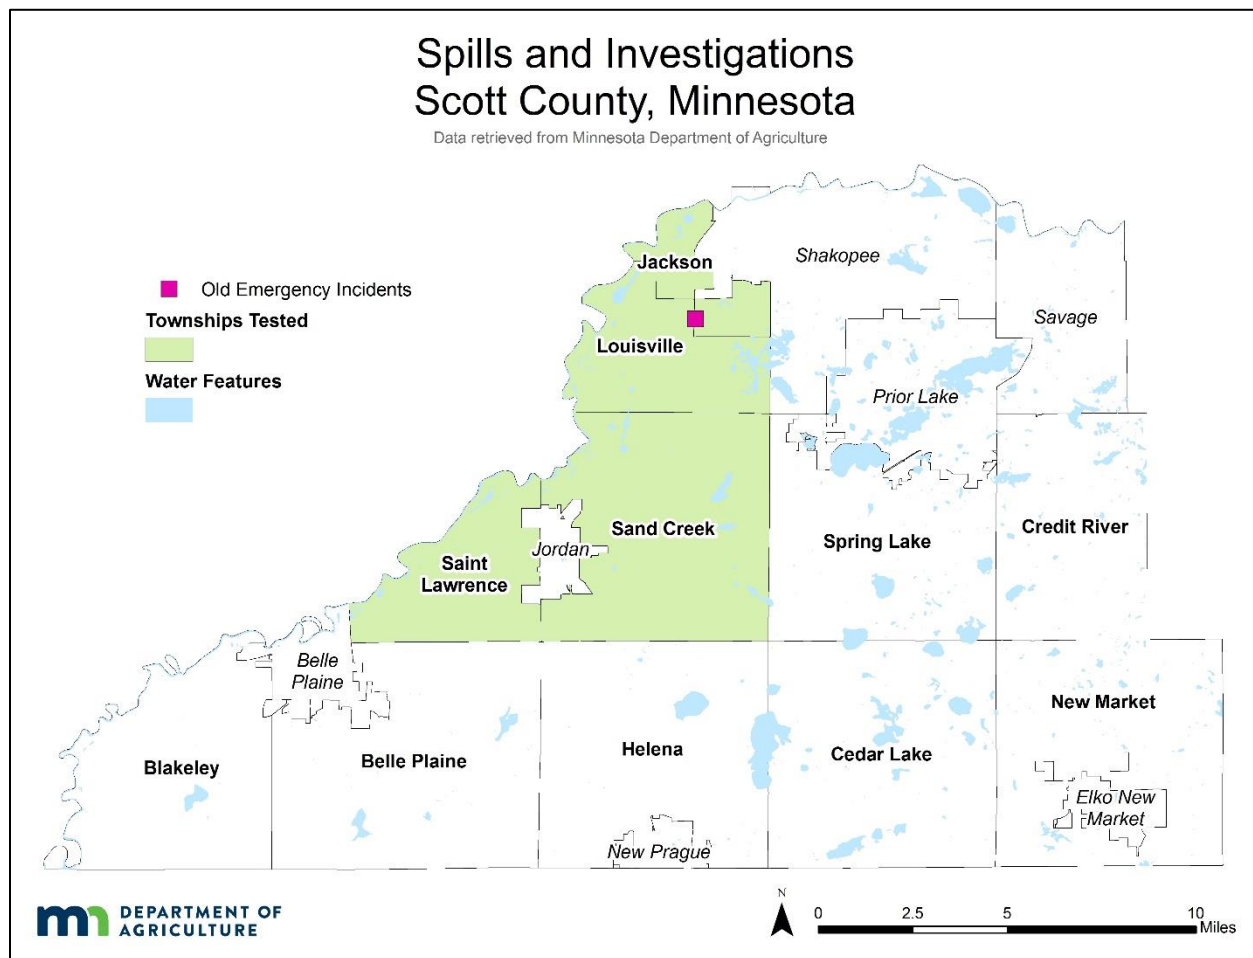 Spills and Investigations
Scott County, Minnesota
Data retrieved from Minnesota Department of Agriculture
Old Emergency Incidents
Townships Tested
Water Features
Jackson
Shakopee
Savage
Louisville
Prior Lake
Sand Creek
Jordan
Saint
Lawrence
Spring Lake
Credit River
Belle
Plaine
Blakeley
Belle Plaine
Helena
Cedar Lake
New Market
New Prague
Elko New
Market
DEPARTMENT OF
AGRICULTURE
N
0 2.5 5 10
Miles